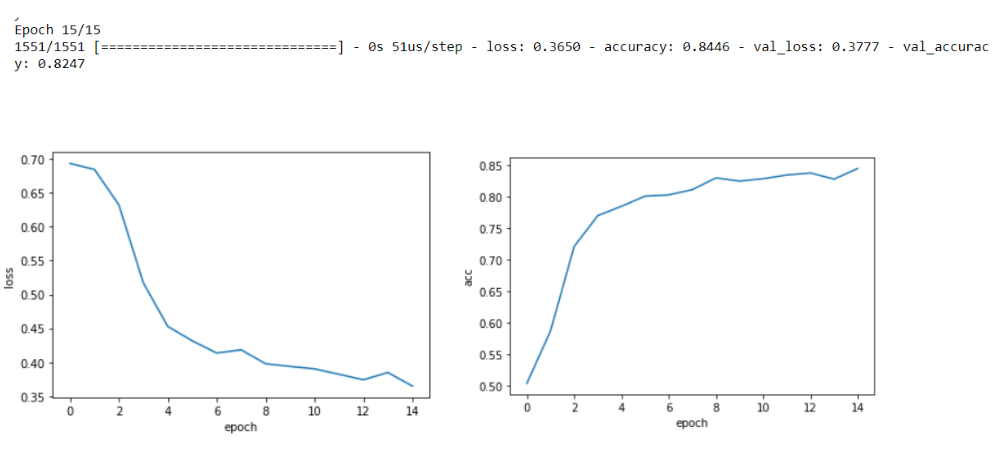 Epoch 15/15
1551/1551 [==============================] - 0s 51us/step - loss: 0.3650 - accuracy: 0.8446 - val_loss: 0.3777 - val_accurac
y: 0.8247
0.70
0.65
0.60
0.55
0.50
0.45
0.40
0.35
loss
0 2 4 6 8 10 12 14
epoch
0.85
0.80
0.75
0.70
0.65
0.60
0.55
0.50
acc
0 2 4 6 8 10 12 14
epoch